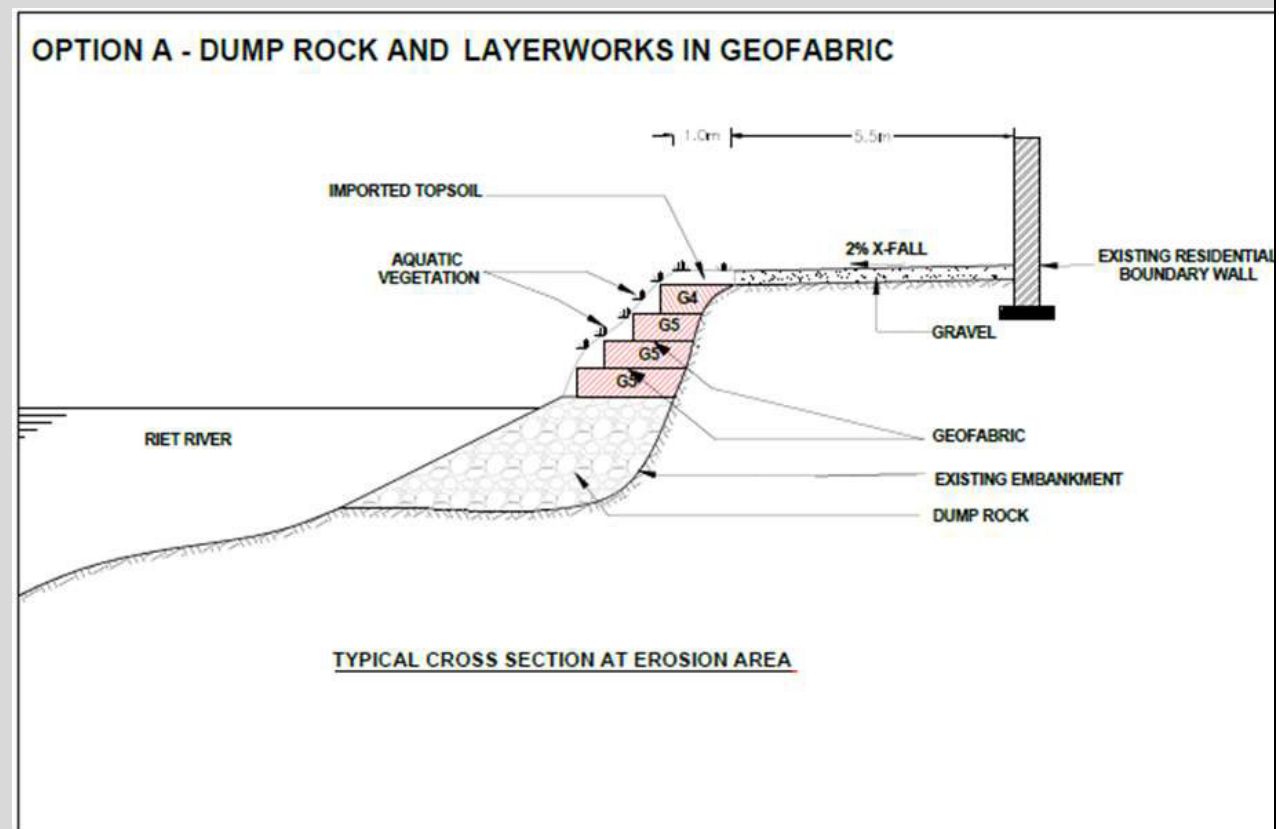 OPTION A - DUMP ROCK AND LAYERWORKS IN GEOFABRIC
1.0m
5.5m
IMPORTED TOPSOIL
2% X-FALL
AQUATIC
VEGETATION
EXISTING RESIDENTIAL
BOUNDARY WALL
G4
G5
GRAVEL
G5
G5
RIET RIVER
GEOFABRIC
EXISTING EMBANKMENT
DUMP ROCK
TYPICAL CROSS SECTION AT EROSION AREA